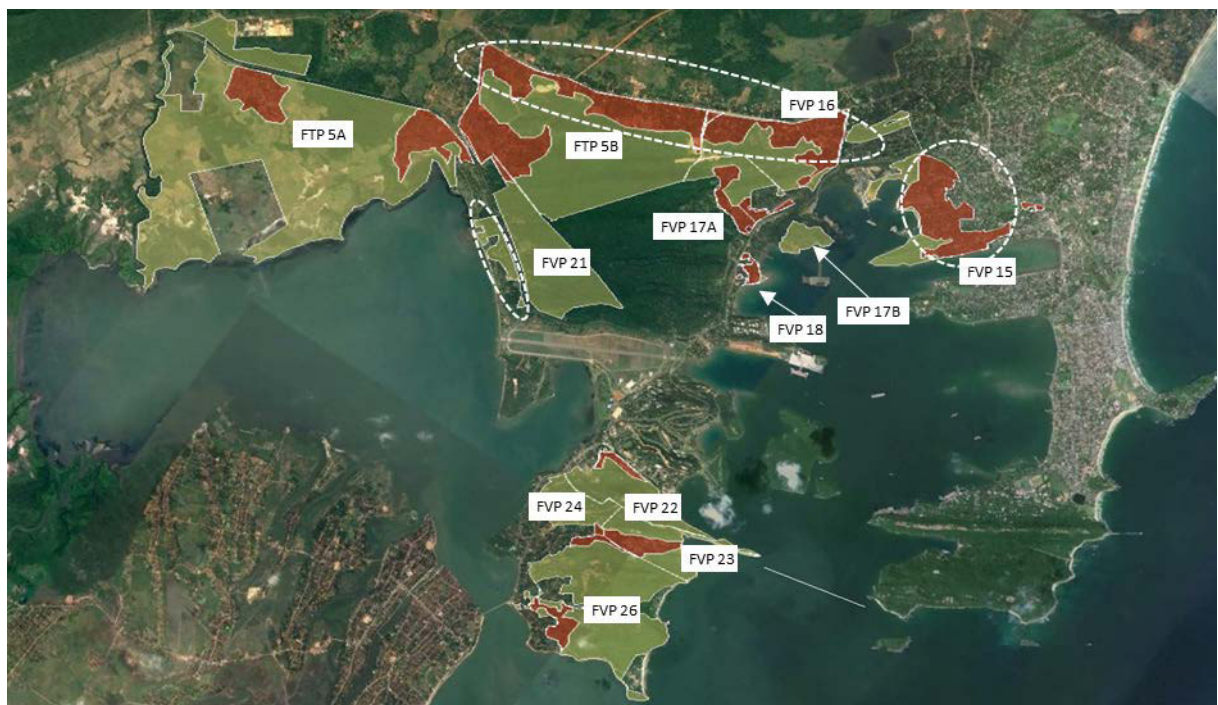 FVP 16
FTP 5A
FTP 5B
FVP 17A
FVP 21
FVP 15
FVP 17B
FVP 18
FVP 24
FVP 22
FVP 23
FVP 26